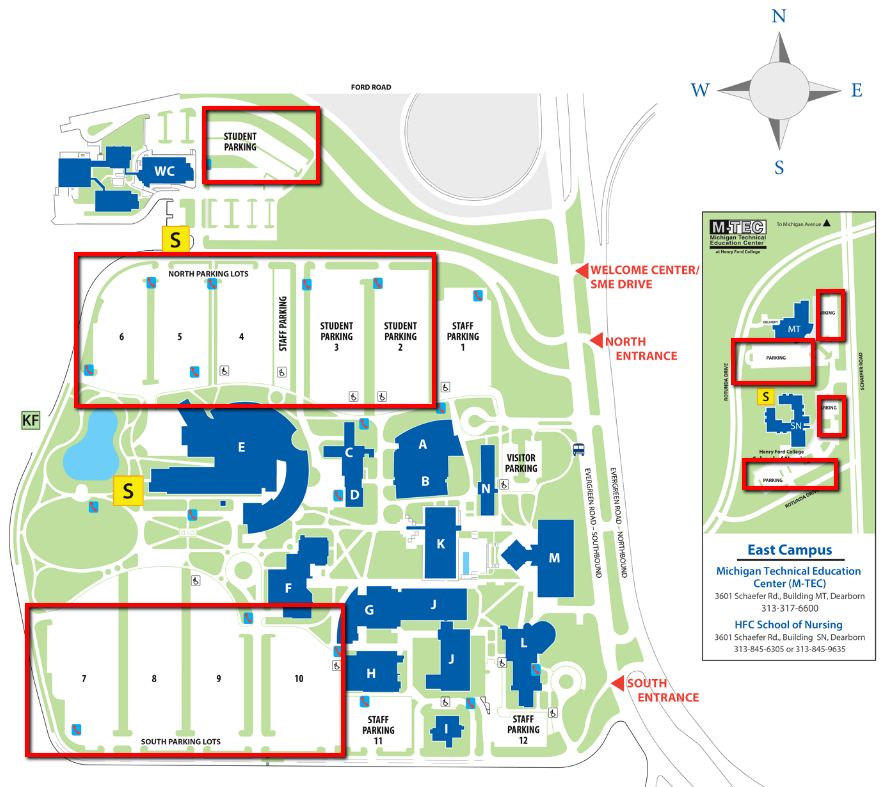 N
W
E
S
FORD ROAD
STUDENT
PARKING
WC
S
WELCOME CENTER/
SME DRIVE
NORTH
ENTRANCE
NORTH PARKING LOTS
6
5
4
STAFF PARKING
STUDENT
PARKING
3
STUDENT
PARKING
2
STAFF
PARKING
1
KF
E
C
D
A
B
N
VISITOR
PARKING
S
EVERGREEN ROAD – SOUTHBOUND
EVERGREEN ROAD – NORTHBOUND
K
M
F
G
J
J
H
L
I
7
8
9
10
SOUTH PARKING LOTS
STAFF
PARKING
11
STAFF
PARKING
12
SOUTH
ENTRANCE
M-TEC
Michigan Technical
Education Center
at Henry Ford College
To Michigan Avenue
MT
PARKING
ROTUNDA DRIVE
SCHAEFER ROAD
S
SN
Henry Ford College
PARKING
ROTUNDA DRIVE
East Campus
Michigan Technical Education
Center (M-TEC)
3601 Schaefer Rd., Building MT, Dearborn
313-317-6600
HFC School of Nursing
3601 Schaefer Rd., Building SN, Dearborn
313-845-6305 or 313-845-9635